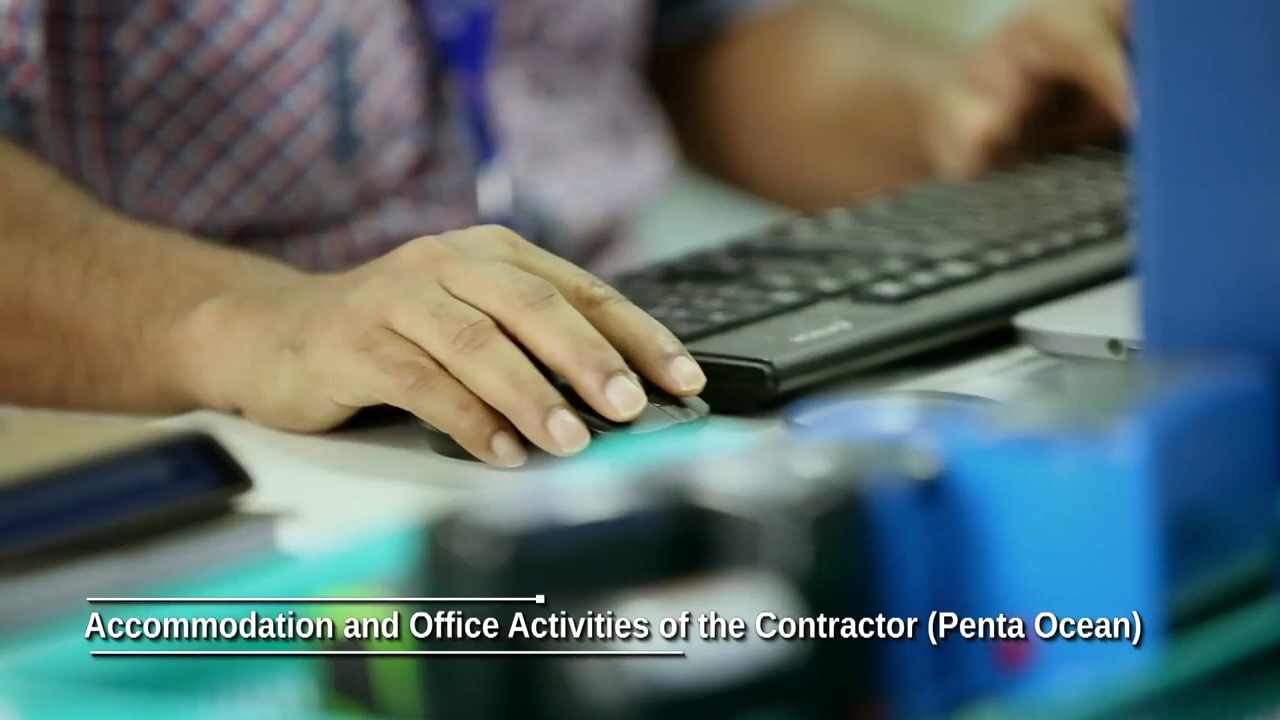 Accommodation and Office Activities of the Contractor (Penta Ocean)